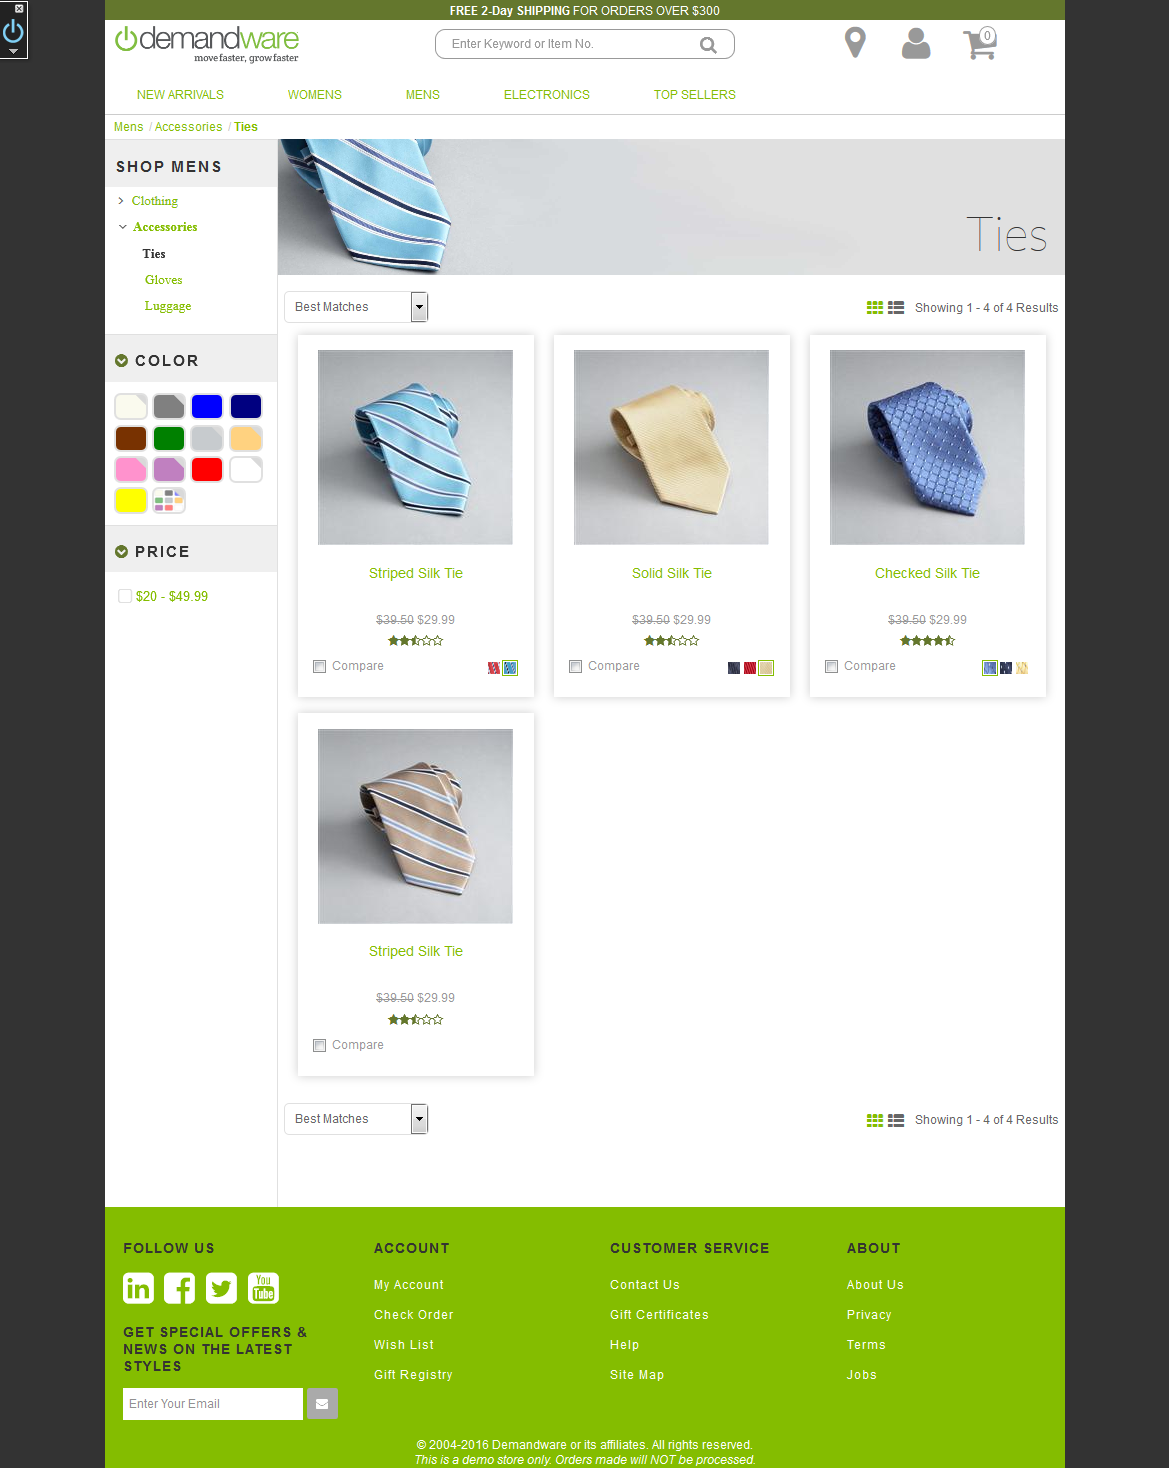 FREE 2-Day SHIPPING FOR ORDERS OVER $300
demandware
move faster, grow faster
Enter Keyword or Item No.
0
NEW ARRIVALS WOMENS MENS ELECTRONICS TOP SELLERS
Mens / Accessories / Ties
SHOP MENS
Clothing
Accessories
Ties
Gloves
Luggage
COLOR
PRICE
$20 - $49.99
Ties
Best Matches
Showing 1 - 4 of 4 Results
Striped Silk Tie
$39.50 $29.99
Compare
Solid Silk Tie
$39.50 $29.99
Compare
Checked Silk Tie
$39.50 $29.99
Compare
Striped Silk Tie
$39.50 $29.99
Compare
Best Matches
Showing 1 - 4 of 4 Results
FOLLOW US
in f You Tube
GET SPECIAL OFFERS &
NEWS ON THE LATEST
STYLES
Enter Your Email
ACCOUNT
My Account
Check Order
Wish List
Gift Registry
CUSTOMER SERVICE
Contact Us
Gift Certificates
Help
Site Map
ABOUT
About Us
Privacy
Terms
Jobs
© 2004-2016 Demandware or its affiliates. All rights reserved.
This is a demo store only. Orders made will NOT be processed.